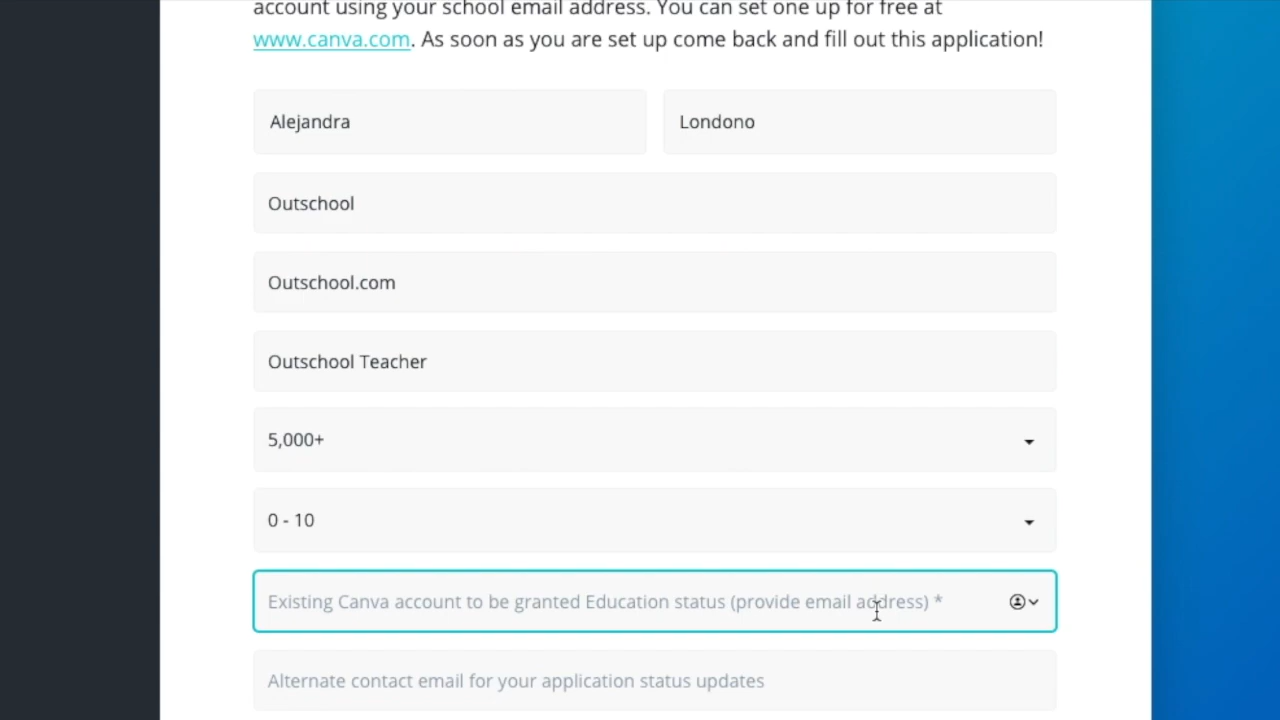 account using your school email address. You can set one up for free at
www.canva.com. As soon as you are set up come back and fill out this application!
Alejandra Londono
Outschool
Outschool.com
Outschool Teacher
5,000+
0 - 10
Existing Canva account to be granted Education status (provide email address) *
Alternate contact email for your application status updates